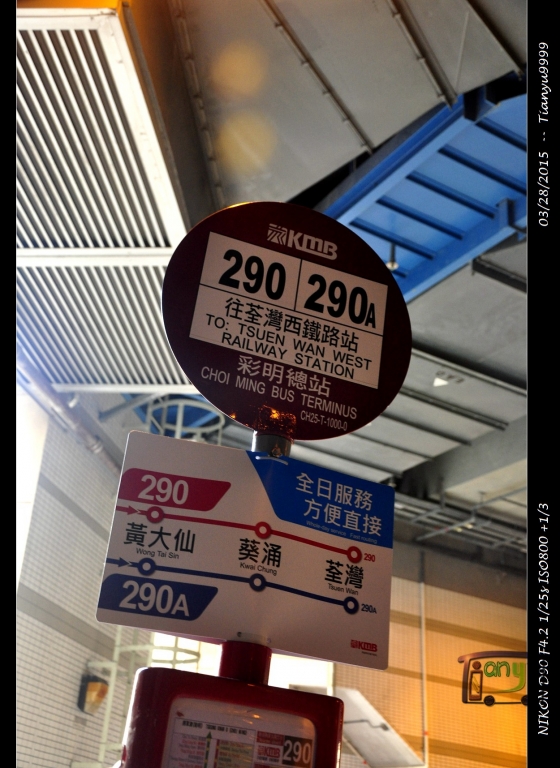 KMB
290 290A
往荃灣西鐵路站
TO: TSUEN WAN WEST
RAILWAY STATION
彩明總站
CHOI MING BUS TERMINUS
CH25-T-1000-0
全日服務
方便直接
290
黃大仙
Wong Tai Sin
葵涌
Kwai Chung
荃灣
Tsuen Wan
290
290A
290A
KMB
290
any
03/28/2015 -- Tianyu9999
NIKON D90 F4.2 1/25s ISO800 +1/3